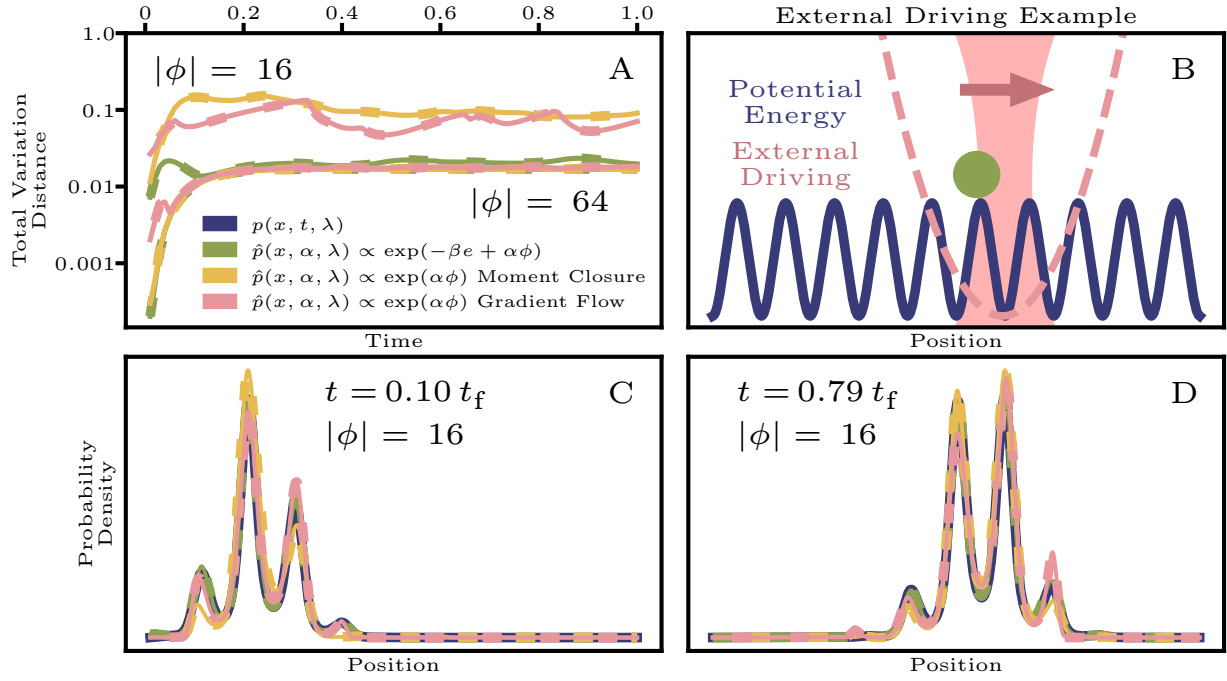 0 0.2 0.4 0.6 0.8 1.0
1.0
0.1
0.01
0.001
Total Variation
Distance
|ϕ| = 16
A
|ϕ| = 64
p(x, t, λ)
p̂(x, α, λ) ∝ exp(−βe + αϕ)
p̂(x, α, λ) ∝ exp(αϕ) Moment Closure
p̂(x, α, λ) ∝ exp(αϕ) Gradient Flow
Time
External Driving Example
B
Potential
Energy
External
Driving
Position
t = 0.10 t_f
C
|ϕ| = 16
Probability
Density
Position
t = 0.79 t_f
D
|ϕ| = 16
Position